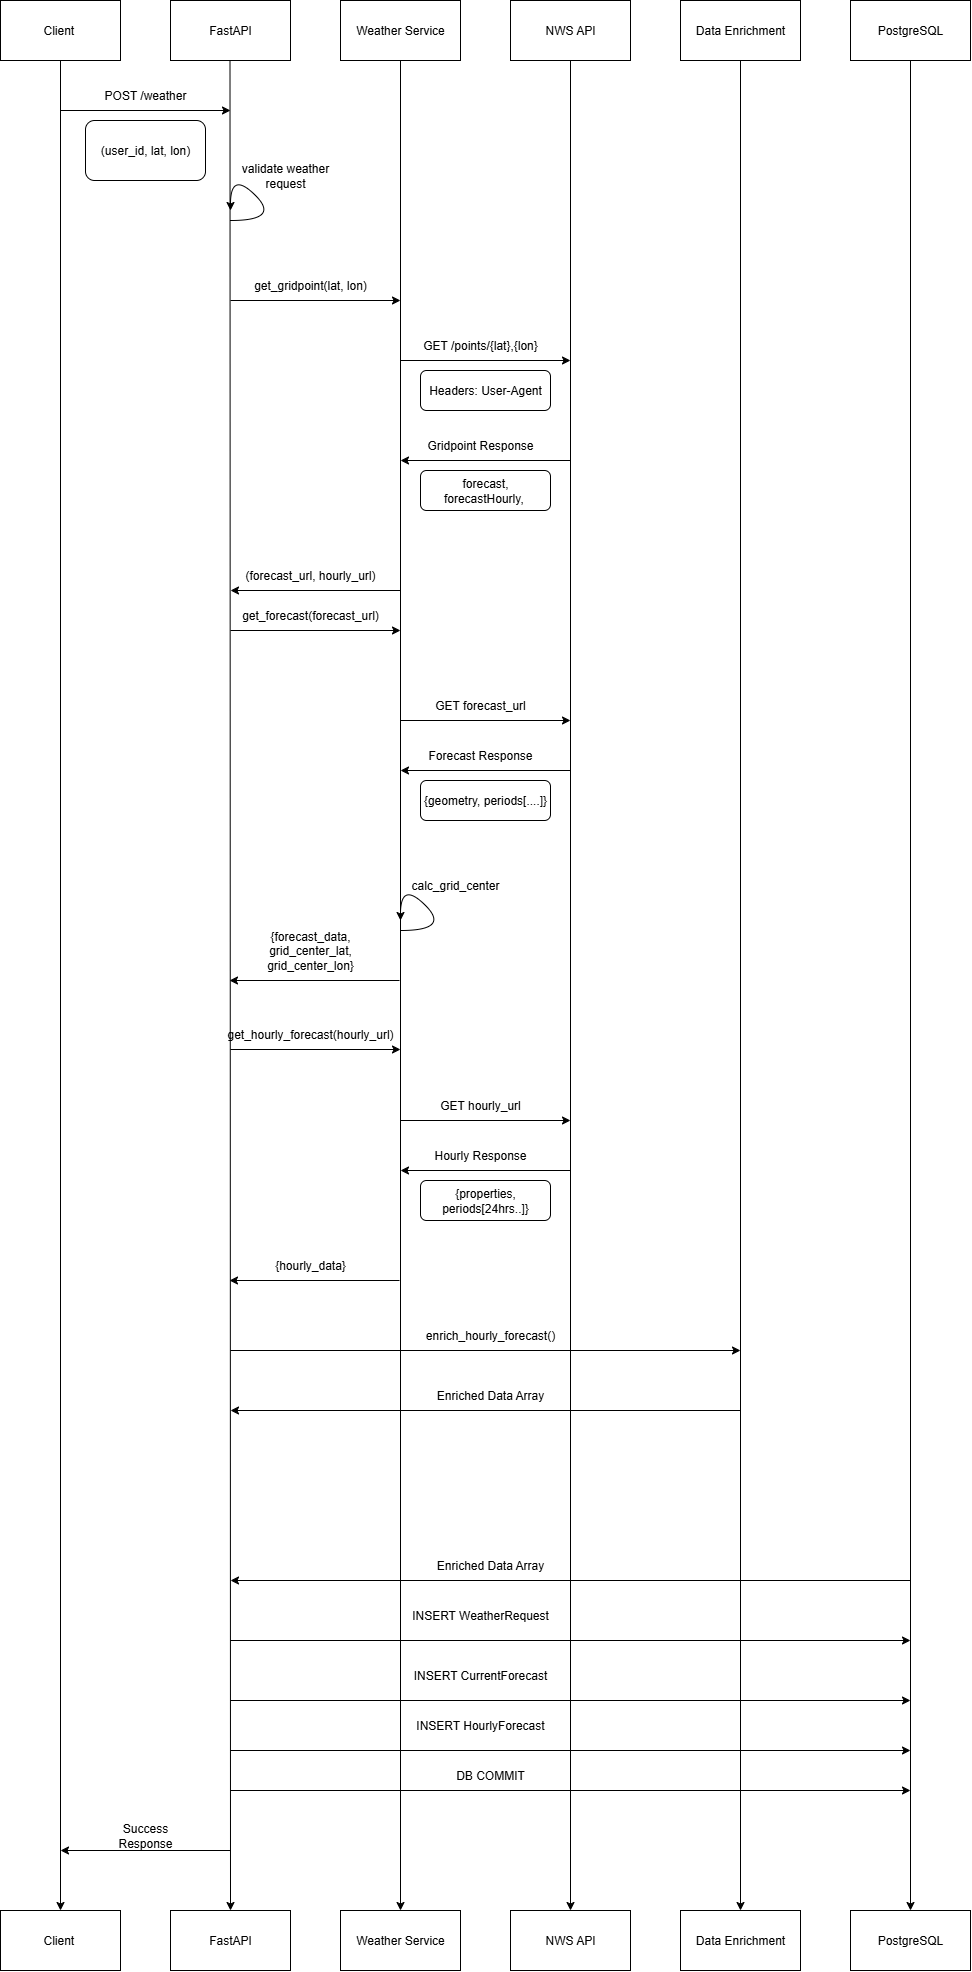 Client
FastAPI
Weather Service
NWS API
Data Enrichment
PostgreSQL
POST /weather
(user_id, lat, lon)
validate weather
request
get_gridpoint(lat, lon)
GET /points/{lat},{lon}
Headers: User-Agent
Gridpoint Response
forecast,
forecastHourly,
(forecast_url, hourly_url)
get_forecast(forecast_url)
GET forecast_url
Forecast Response
{geometry, periods[....]}
calc_grid_center
{forecast_data,
grid_center_lat,
grid_center_lon}
get_hourly_forecast(hourly_url)
GET hourly_url
Hourly Response
{properties,
periods[24hrs..]}
{hourly_data}
enrich_hourly_forecast()
Enriched Data Array
Enriched Data Array
INSERT WeatherRequest
INSERT CurrentForecast
INSERT HourlyForecast
DB COMMIT
Success
Response
Client
FastAPI
Weather Service
NWS API
Data Enrichment
PostgreSQL